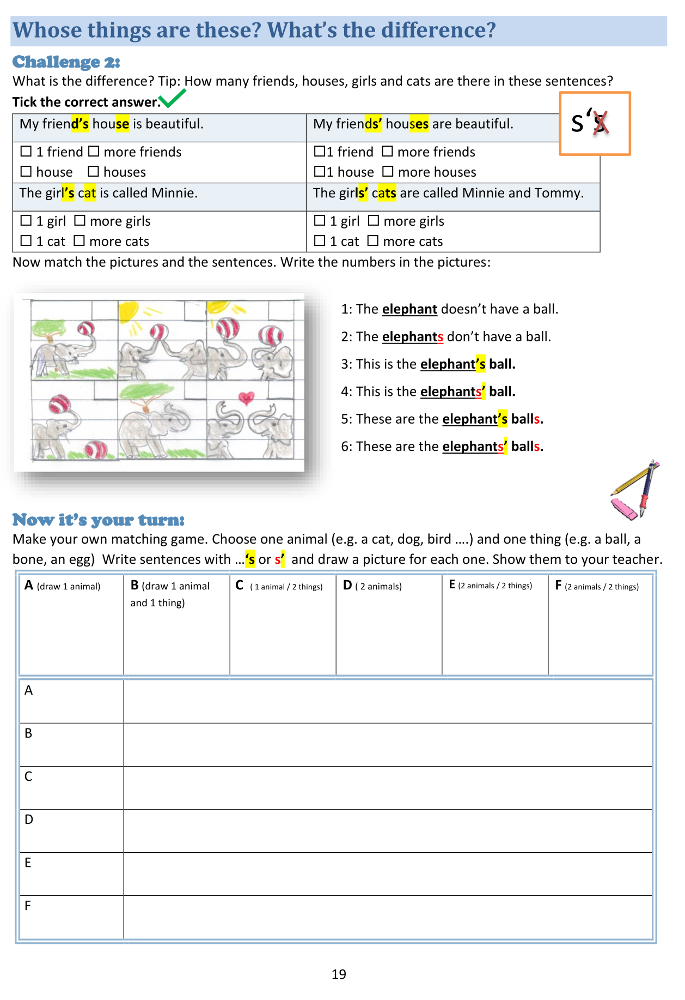 Whose things are these? What’s the difference?
Challenge 2:
What is the difference? Tip: How many friends, houses, girls and cats are there in these sentences?
Tick the correct answer.
s‘s
My friend’s house is beautiful.
My friends’ houses are beautiful.
☐ 1 friend ☐ more friends
☐ house ☐ houses
☐1 friend ☐ more friends
☐1 house ☐ more houses
The girl’s cat is called Minnie.
The girls’ cats are called Minnie and Tommy.
☐ 1 girl ☐ more girls
☐ 1 cat ☐ more cats
☐ 1 girl ☐ more girls
☐ 1 cat ☐ more cats
Now match the pictures and the sentences. Write the numbers in the pictures:
1: The elephant doesn’t have a ball.
2: The elephants don’t have a ball.
3: This is the elephant’s ball.
4: This is the elephants’ ball.
5: These are the elephant’s balls.
6: These are the elephants’ balls.
Now it’s your turn:
Make your own matching game. Choose one animal (e.g. a cat, dog, bird ....) and one thing (e.g. a ball, a
bone, an egg) Write sentences with ...‘s or s’ and draw a picture for each one. Show them to your teacher.
A (draw 1 animal)
B (draw 1 animal
and 1 thing)
C ( 1 animal / 2 things)
D ( 2 animals)
E (2 animals / 2 things)
F (2 animals / 2 things)
A
B
C
D
E
F
19